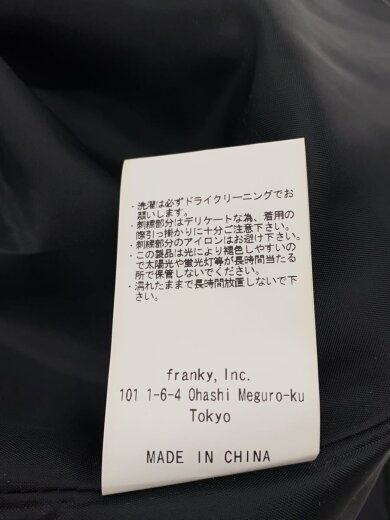 ・洗濯は必ずドライクリーニングでお
願いします。
・刺繍部分はデリケートな為、着用の
際引っ掛かりに十分ご注意下さい。
・刺繍部分のアイロンはお避け下さい。
・この製品は光により褪色しやすいの
で太陽光や蛍光灯等が長時間当たる
所で保管しないでください。
・濡れたままで長時間放置しないで下
さい。
franky, Inc.
101 1-6-4 Ohashi Meguro-ku
Tokyo
MADE IN CHINA